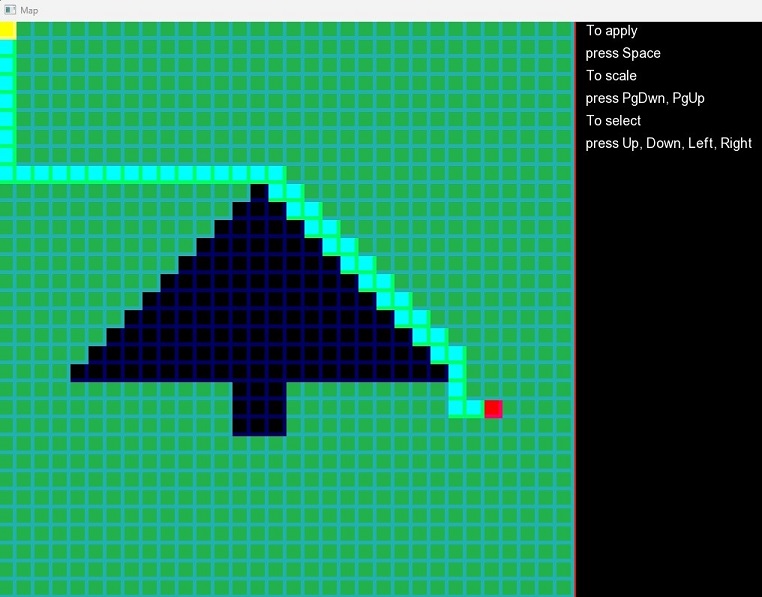 Map
To apply
press Space
To scale
press PgDwn, PgUp
To select
press Up, Down, Left, Right